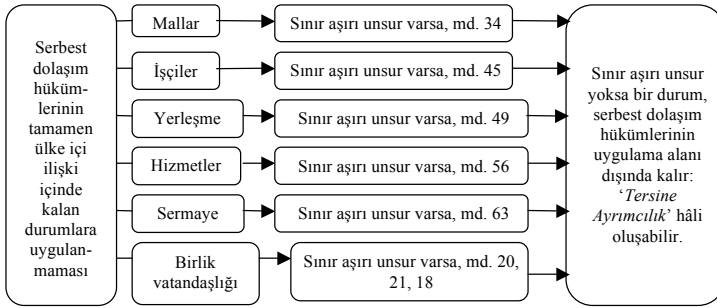 Serbest
dolaşım
hüküm-
lerinin
tamamen
ülke içi
ilişki
içinde
kalan
durumlara
uygulan-
maması
Mallar
Sınır aşırı unsur varsa, md. 34
İşçiler
Sınır aşırı unsur varsa, md. 45
Yerleşme
Sınır aşırı unsur varsa, md. 49
Hizmetler
Sınır aşırı unsur varsa, md. 56
Sermaye
Sınır aşırı unsur varsa, md. 63
Birlik
vatandaşlığı
Sınır aşırı unsur varsa, md. 20,
21, 18
Sınır aşırı unsur
yoksa bir durum,
serbest dolaşım
hükümlerinin
uygulama alanı
dışında kalır:
‘Tersine
Ayrımcılık’ hâli
oluşabilir.